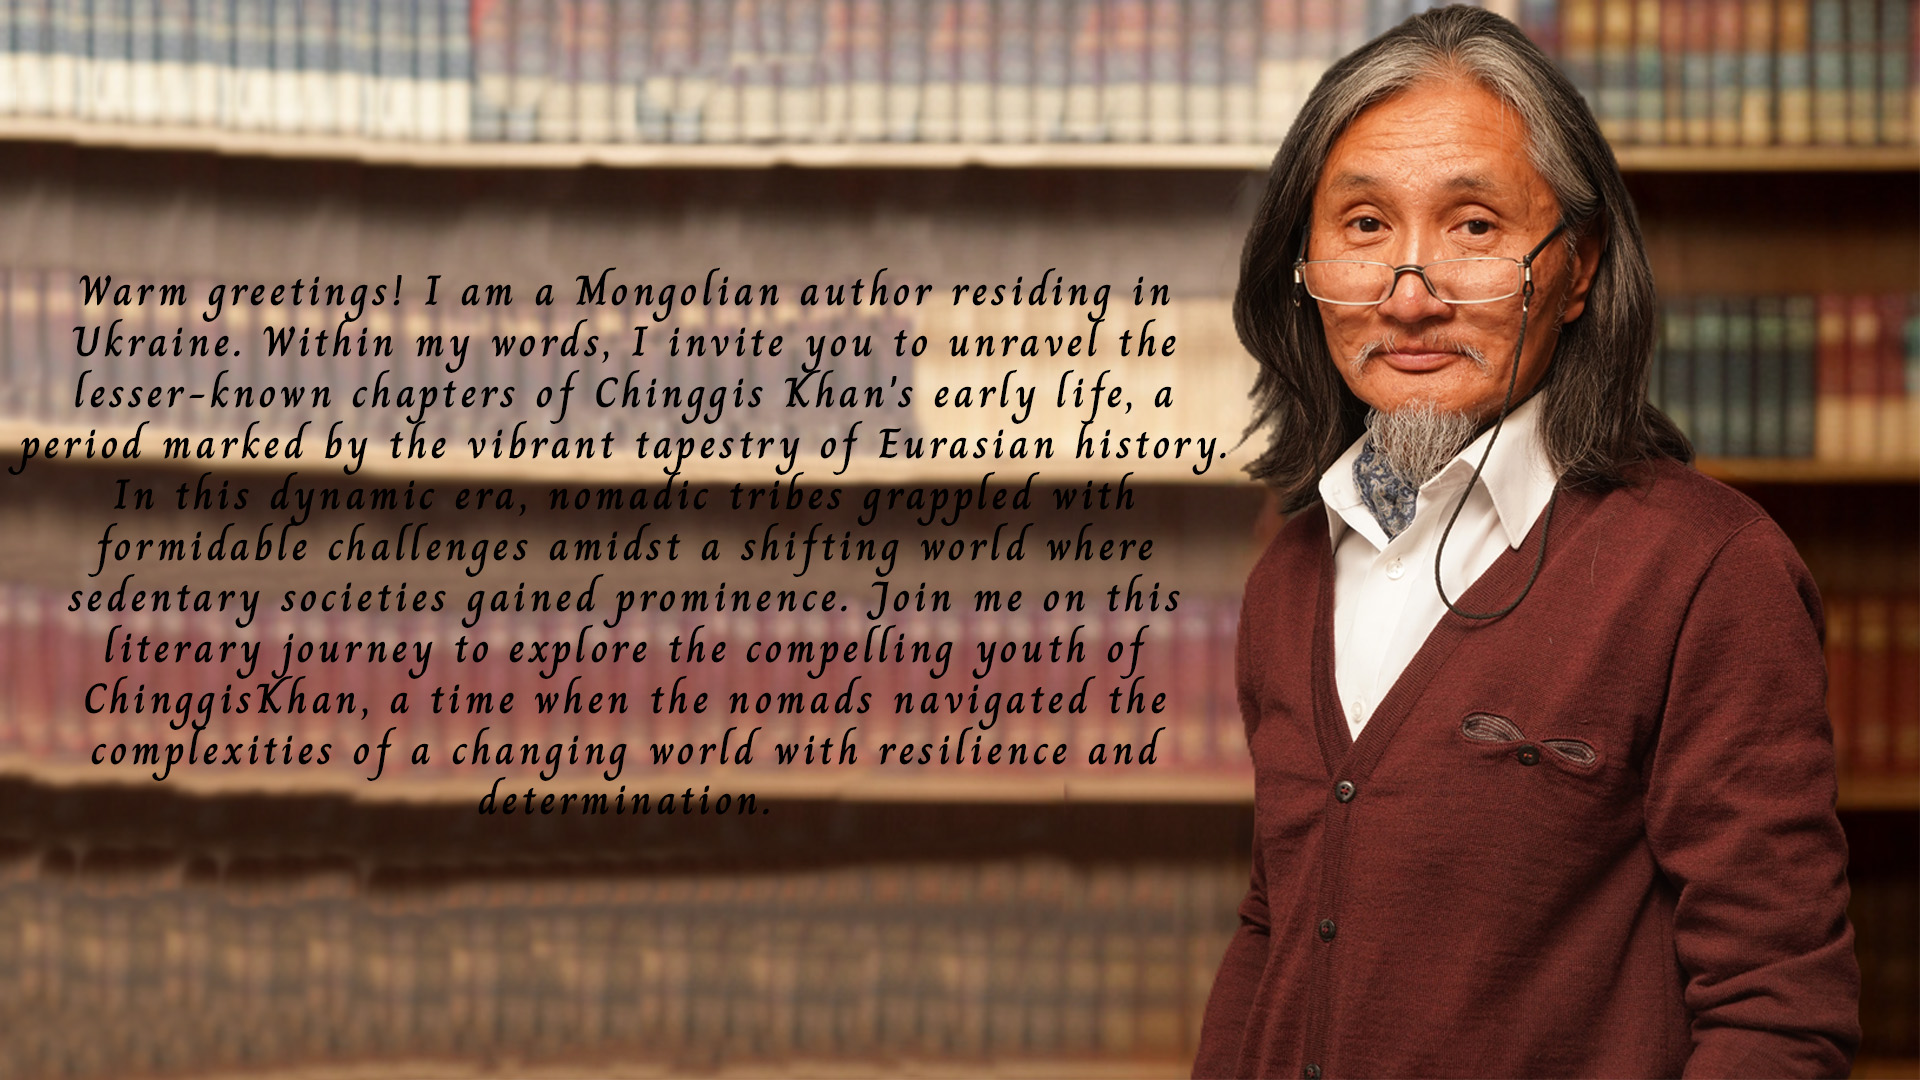 Warm greetings! I am a Mongolian author residing in
Ukraine. Within my words, I invite you to unravel the
lesser-known chapters of Chinggis Khan's early life, a
period marked by the vibrant tapestry of Eurasian history.
In this dynamic era, nomadic tribes grappled with
formidable challenges amidst a shifting world where
sedentary societies gained prominence. Join me on this
literary journey to explore the compelling youth of
ChinggisKhan, a time when the nomads navigated the
complexities of a changing world with resilience and
determination.